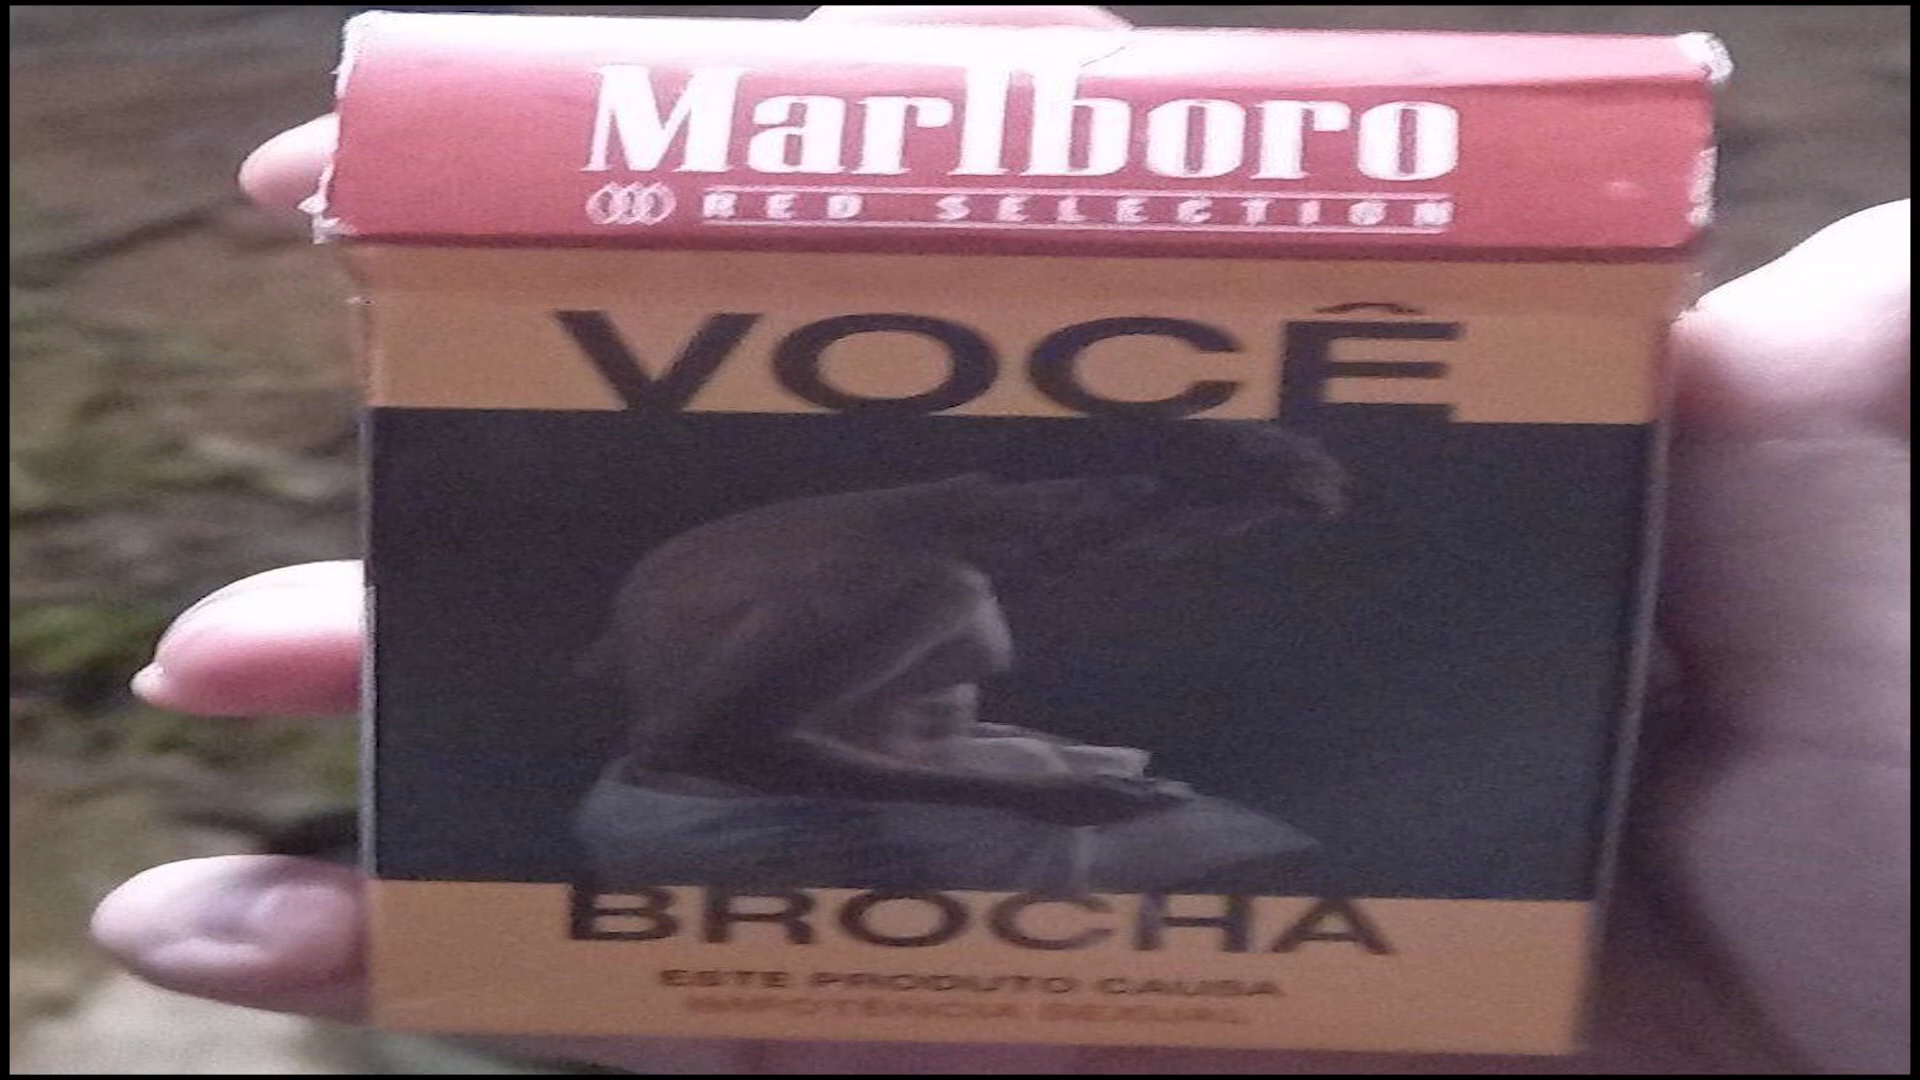 Marlboro
RED SELECTION
VOCÊ
BROCHA
ESTE PRODUTO CAUSA
IMPOTÊNCIA SEXUAL